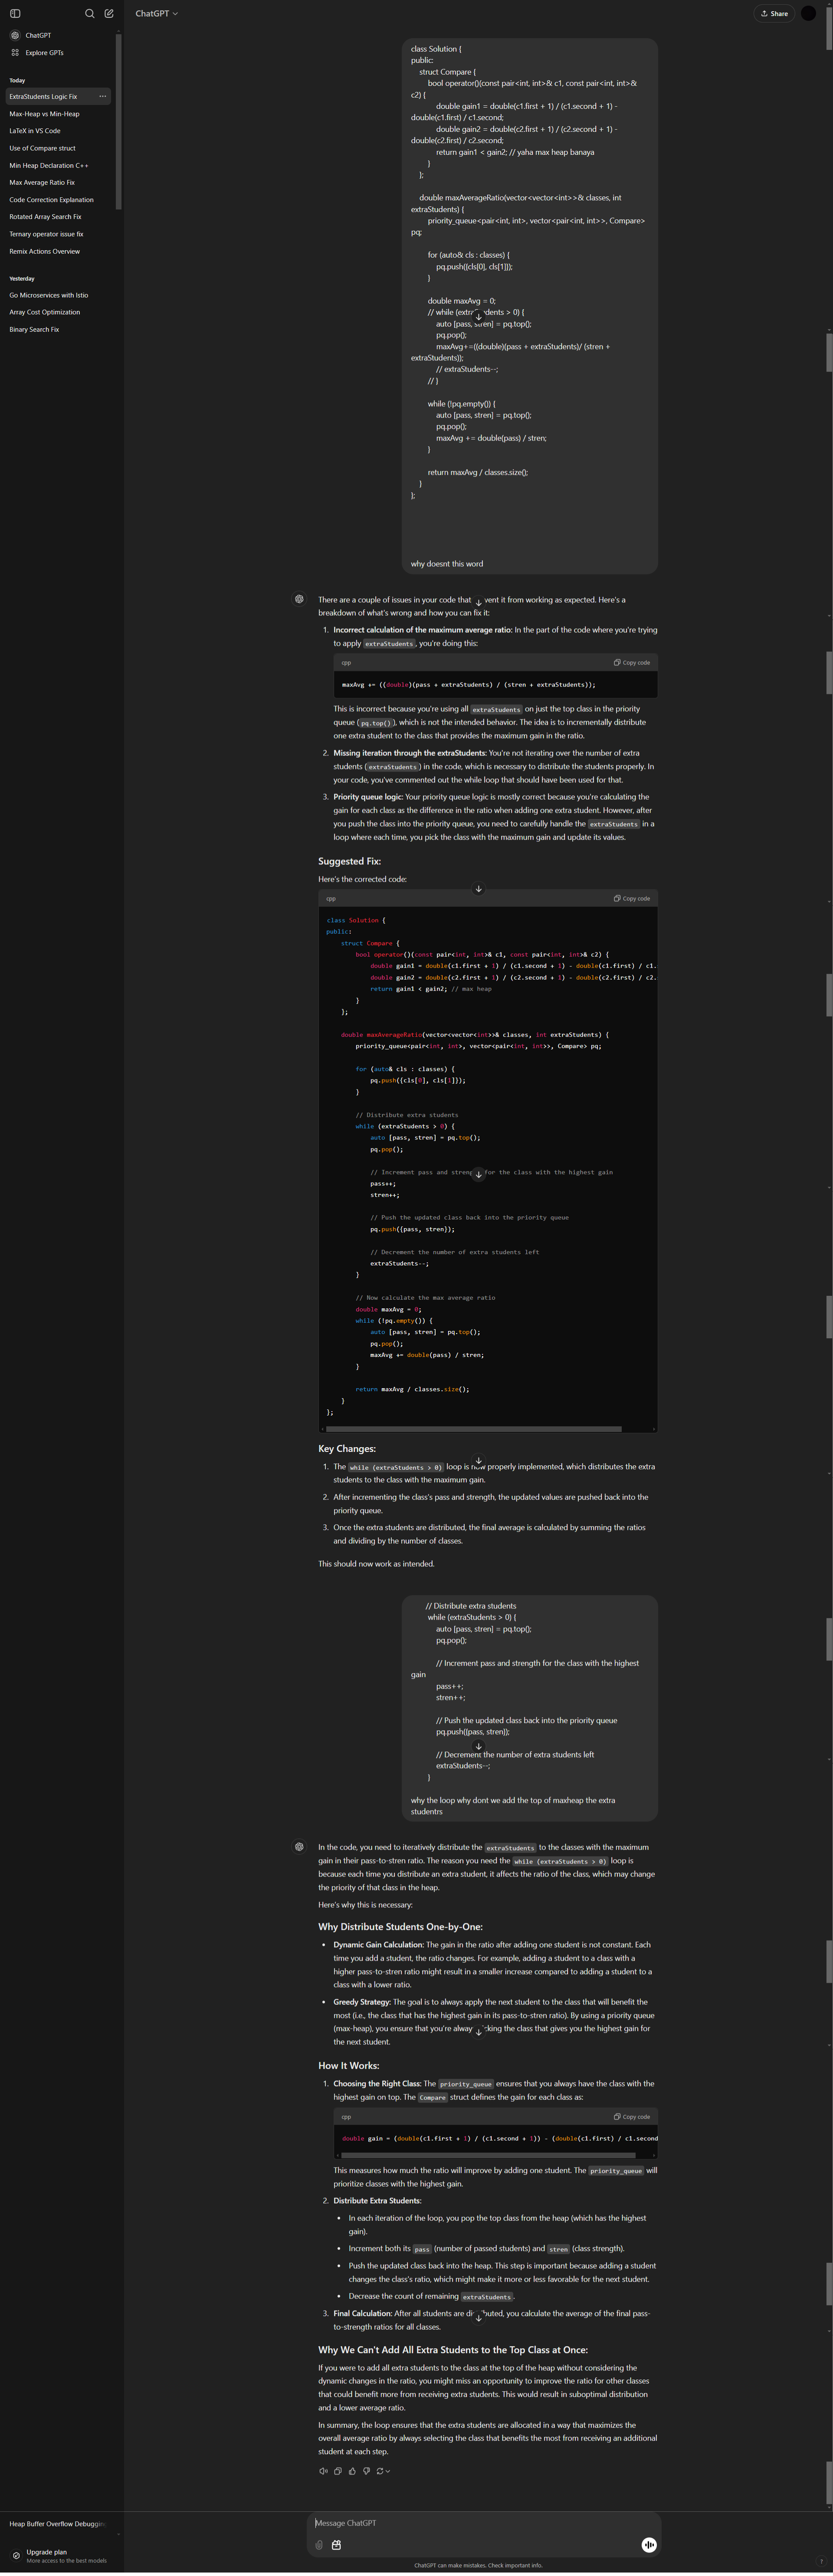 ChatGPT
Share
ChatGPT
Explore GPTs
Today
ExtraStudents Logic Fix
Max-Heap vs Min-Heap
LaTeX in VS Code
Use of Compare struct
Min Heap Declaration C++
Max Average Ratio Fix
Code Correction Explanation
Rotated Array Search Fix
Ternary operator issue fix
Remix Actions Overview
Yesterday
Go Microservices with Istio
Array Cost Optimization
Binary Search Fix
class Solution {
public:
struct Compare {
bool operator()(const pair<int, int>& c1, const pair<int, int>&
c2) {
double gain1 = double(c1.first + 1) / (c1.second + 1) -
double(c1.first) / c1.second;
double gain2 = double(c2.first + 1) / (c2.second + 1) -
double(c2.first) / c2.second;
return gain1 < gain2; // yaha max heap banaya
}
};
double maxAverageRatio(vector<vector<int>>& classes, int
extraStudents) {
priority_queue<pair<int, int>, vector<pair<int, int>>, Compare>
pq;
for (auto& cls : classes) {
pq.push({cls[0], cls[1]});
}
double maxAvg = 0;
// while (extraStudents > 0) {
auto [pass, stren] = pq.top();
pq.pop();
maxAvg+=((double)(pass + extraStudents)/ (stren +
extraStudents));
// extraStudents--;
// }
while (!pq.empty()) {
auto [pass, stren] = pq.top();
pq.pop();
maxAvg += double(pass) / stren;
}
return maxAvg / classes.size();
}
};
why doesnt this word
There are a couple of issues in your code that prevent it from working as expected. Here's a
breakdown of what's wrong and how you can fix it:
1. Incorrect calculation of the maximum average ratio: In the part of the code where you're trying
to apply extraStudents, you're doing this:
cpp
Copy code
maxAvg += ((double)(pass + extraStudents) / (stren + extraStudents));
This is incorrect because you're using all extraStudents on just the top class in the priority
queue (pq.top()), which is not the intended behavior. The idea is to incrementally distribute
one extra student to the class that provides the maximum gain in the ratio.
2. Missing iteration through the extraStudents: You're not iterating over the number of extra
students (extraStudents) in the code, which is necessary to distribute the students properly. In
your code, you've commented out the while loop that should have been used for that.
3. Priority queue logic: Your priority queue logic is mostly correct because you're calculating the
gain for each class as the difference in the ratio when adding one extra student. However, after
you push the class into the priority queue, you need to carefully handle the extraStudents in a
loop where each time, you pick the class with the maximum gain and update its values.
Suggested Fix:
Here's the corrected code:
cpp
Copy code
class Solution {
public:
struct Compare {
bool operator()(const pair<int, int>& c1, const pair<int, int>& c2) {
double gain1 = double(c1.first + 1) / (c1.second + 1) - double(c1.first) / c1.
double gain2 = double(c2.first + 1) / (c2.second + 1) - double(c2.first) / c2.
return gain1 < gain2; // max heap
}
};
double maxAverageRatio(vector<vector<int>>& classes, int extraStudents) {
priority_queue<pair<int, int>, vector<pair<int, int>>, Compare> pq;
for (auto& cls : classes) {
pq.push({cls[0], cls[1]});
}
// Distribute extra students
while (extraStudents > 0) {
auto [pass, stren] = pq.top();
pq.pop();
// Increment pass and strength for the class with the highest gain
pass++;
stren++;
// Push the updated class back into the priority queue
pq.push({pass, stren});
// Decrement the number of extra students left
extraStudents--;
}
// Now calculate the max average ratio
double maxAvg = 0;
while (!pq.empty()) {
auto [pass, stren] = pq.top();
pq.pop();
maxAvg += double(pass) / stren;
}
return maxAvg / classes.size();
}
};
Key Changes:
1. The while (extraStudents > 0) loop is now properly implemented, which distributes the extra
students to the class with the maximum gain.
2. After incrementing the class's pass and strength, the updated values are pushed back into the
priority queue.
3. Once the extra students are distributed, the final average is calculated by summing the ratios
and dividing by the number of classes.
This should now work as intended.
// Distribute extra students
while (extraStudents > 0) {
auto [pass, stren] = pq.top();
pq.pop();
// Increment pass and strength for the class with the highest
gain
pass++;
stren++;
// Push the updated class back into the priority queue
pq.push({pass, stren});
// Decrement the number of extra students left
extraStudents--;
}
why the loop why dont we add the top of maxheap the extra
studentrs
In the code, you need to iteratively distribute the extraStudents to the classes with the maximum
gain in their pass-to-stren ratio. The reason you need the while (extraStudents > 0) loop is
because each time you distribute an extra student, it affects the ratio of the class, which may change
the priority of that class in the heap.
Here's why this is necessary:
Why Distribute Students One-by-One:
• Dynamic Gain Calculation: The gain in the ratio after adding one student is not constant. Each
time you add a student, the ratio changes. For example, adding a student to a class with a
higher pass-to-stren ratio might result in a smaller increase compared to adding a student to a
class with a lower ratio.
• Greedy Strategy: The goal is to always apply the next student to the class that will benefit the
most (i.e., the class that has the highest gain in its pass-to-stren ratio). By using a priority queue
(max-heap), you ensure that you're always picking the class that gives you the highest gain for
the next student.
How It Works:
1. Choosing the Right Class: The priority_queue ensures that you always have the class with the
highest gain on top. The Compare struct defines the gain for each class as:
cpp
Copy code
double gain = (double(c1.first + 1) / (c1.second + 1)) - (double(c1.first) / c1.second
This measures how much the ratio will improve by adding one student. The priority_queue will
prioritize classes with the highest gain.
2. Distribute Extra Students:
• In each iteration of the loop, you pop the top class from the heap (which has the highest
gain).
• Increment both its pass (number of passed students) and stren (class strength).
• Push the updated class back into the heap. This step is important because adding a student
changes the class's ratio, which might make it more or less favorable for the next student.
• Decrease the count of remaining extraStudents.
3. Final Calculation: After all students are distributed, you calculate the average of the final pass-
to-strength ratios for all classes.
Why We Can't Add All Extra Students to the Top Class at Once:
If you were to add all extra students to the class at the top of the heap without considering the
dynamic changes in the ratio, you might miss an opportunity to improve the ratio for other classes
that could benefit more from receiving extra students. This would result in suboptimal distribution
and a lower average ratio.
In summary, the loop ensures that the extra students are allocated in a way that maximizes the
overall average ratio by always selecting the class that benefits the most from receiving an additional
student at each step.
Heap Buffer Overflow Debugging
Upgrade plan
More access to the best models
Message ChatGPT
ChatGPT can make mistakes. Check important info.
?